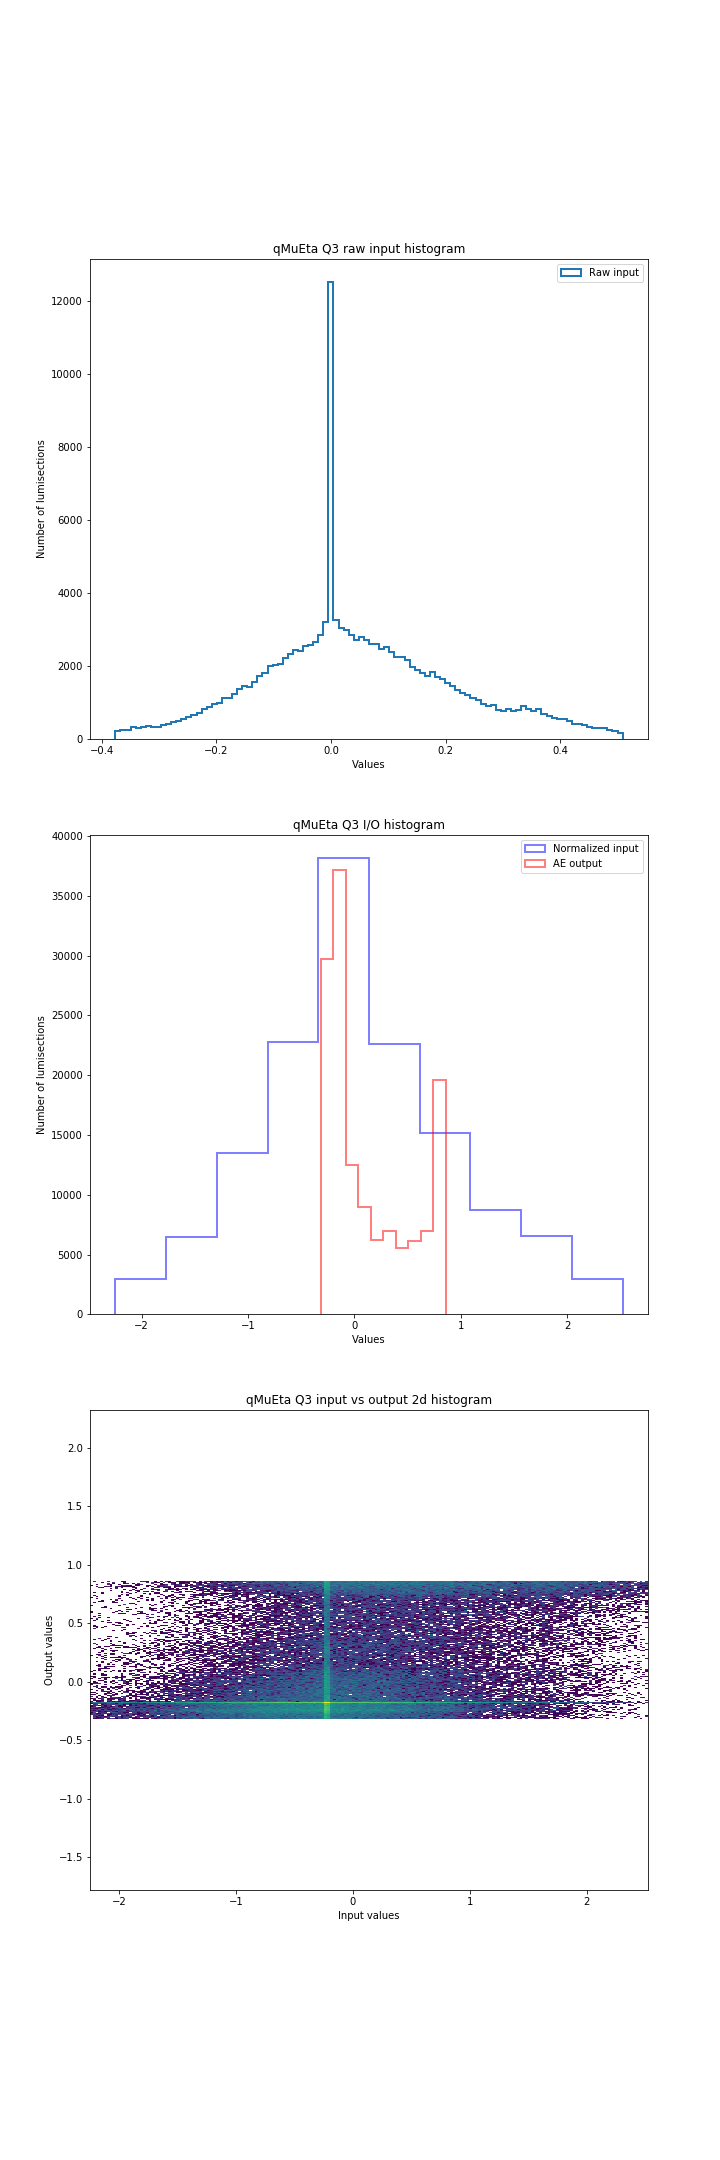 qMuEta Q3 raw input histogram
Raw input
12000
10000
8000
6000
4000
2000
0
Number of lumisections
−0.4 −0.2 0.0 0.2 0.4
Values
qMuEta Q3 I/O histogram
Normalized input
AE output
40000
35000
30000
25000
20000
15000
10000
5000
0
Number of lumisections
−2 −1 0 1 2
Values
qMuEta Q3 input vs output 2d histogram
2.0
1.5
1.0
0.5
0.0
−0.5
−1.0
−1.5
Output values
−2 −1 0 1 2
Input values